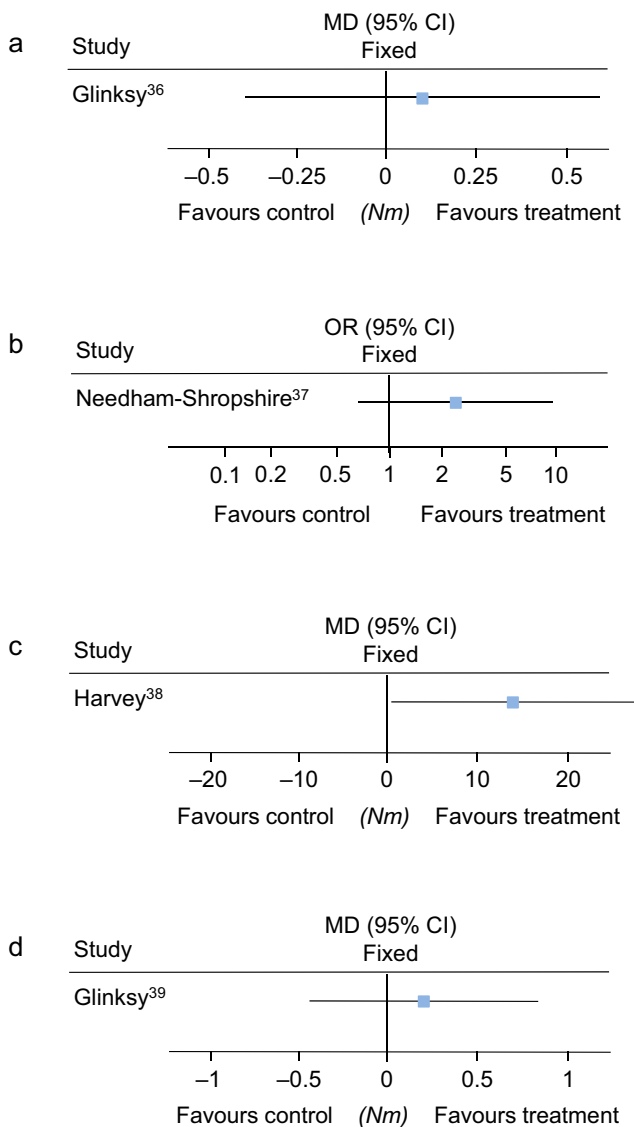 a
MD (95% CI)
Study Fixed
Glinksy36
–0.5 –0.25 0 0.25 0.5
Favours control (Nm) Favours treatment
b
OR (95% CI)
Study Fixed
Needham-Shropshire37
0.1 0.2 0.5 1 2 5 10
Favours control Favours treatment
c
MD (95% CI)
Study Fixed
Harvey38
–20 –10 0 10 20
Favours control (Nm) Favours treatment
d
MD (95% CI)
Study Fixed
Glinksy39
–1 –0.5 0 0.5 1
Favours control (Nm) Favours treatment